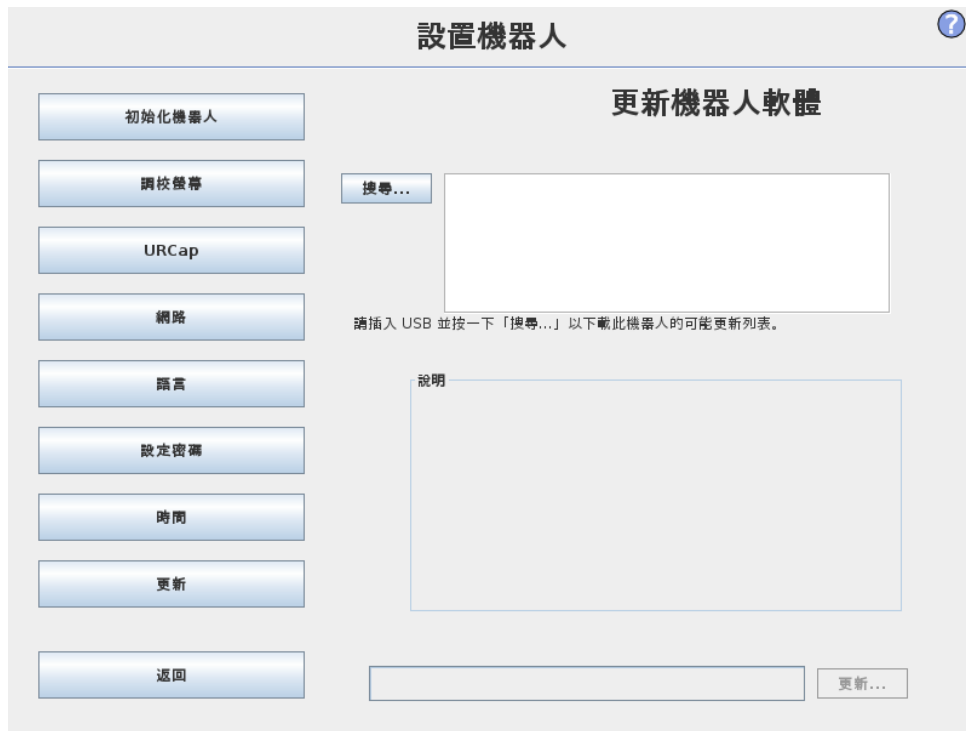 設置機器人
?
更新機器人軟體
初始化機器人
調校螢幕
URCap
網路
語言
設定密碼
時間
更新
返回
搜尋...
請插入 USB 並按一下「搜尋...」以下載此機器人的可能更新列表。
說明
更新...